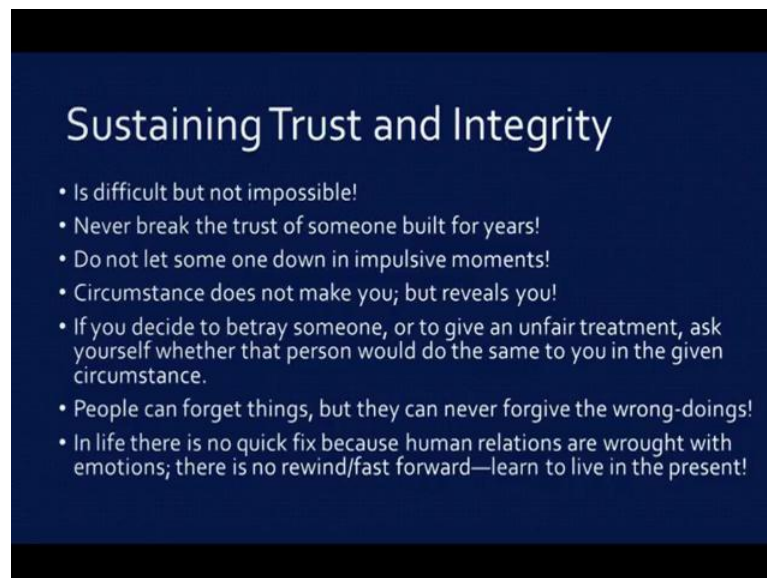 Sustaining Trust and Integrity
• Is difficult but not impossible!
• Never break the trust of someone built for years!
• Do not let some one down in impulsive moments!
• Circumstance does not make you; but reveals you!
• If you decide to betray someone, or to give an unfair treatment, ask
yourself whether that person would do the same to you in the given
circumstance.
• People can forget things, but they can never forgive the wrong-doings!
• In life there is no quick fix because human relations are wrought with
emotions; there is no rewind/fast forward—learn to live in the present!